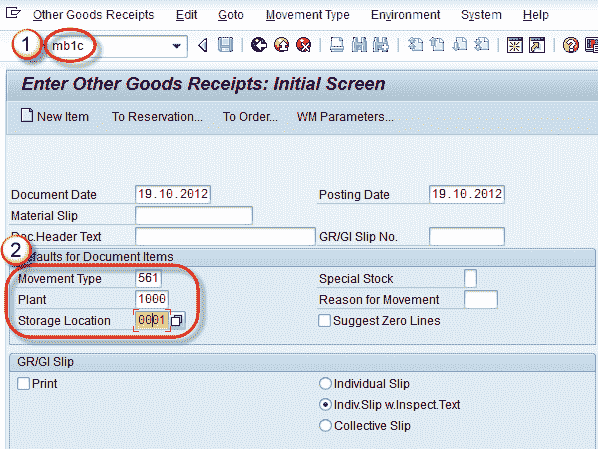 Other Goods Receipts Edit Goto Movement Type Environment System Help
1 mb1c
Enter Other Goods Receipts: Initial Screen
New Item To Reservation... To Order... WM Parameters...
Document Date 19.10.2012 Posting Date 19.10.2012
Material Slip
Doc.Header Text GR/GI Slip No.
2 efaults for Document Items
Movement Type 561 Special Stock
Plant 1000 Reason for Movement
Storage Location 0001 Suggest Zero Lines
GR/GI Slip
Print Individual Slip
Indiv.Slip w.Inspect.Text
Collective Slip